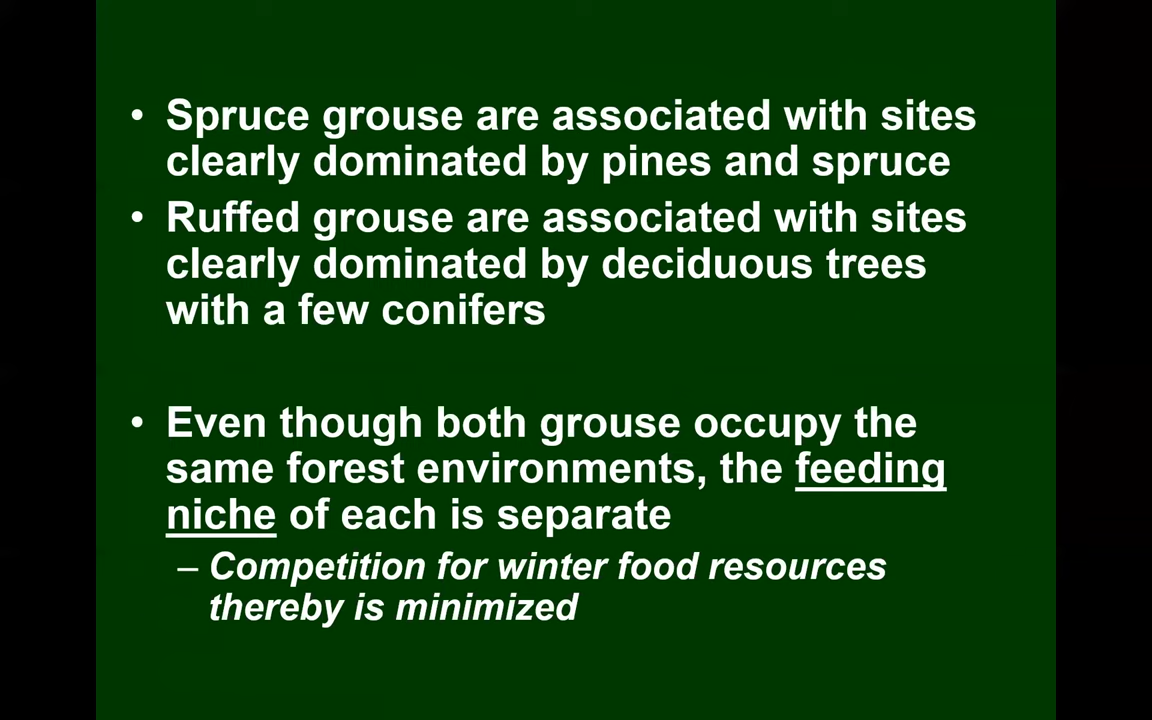 • Spruce grouse are associated with sites
clearly dominated by pines and spruce
• Ruffed grouse are associated with sites
clearly dominated by deciduous trees
with a few conifers
• Even though both grouse occupy the
same forest environments, the feeding
niche of each is separate
– Competition for winter food resources
thereby is minimized